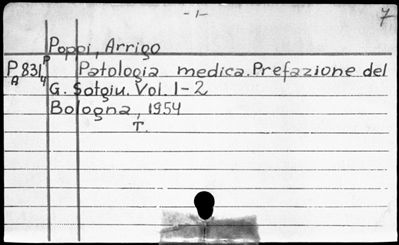 -1-
7
Poppi, Arrigo
P 831 P Patologia medica. Prefazione del
A 4 G. Sotgiu. Vol. 1-2
Bologna, 1954
T.